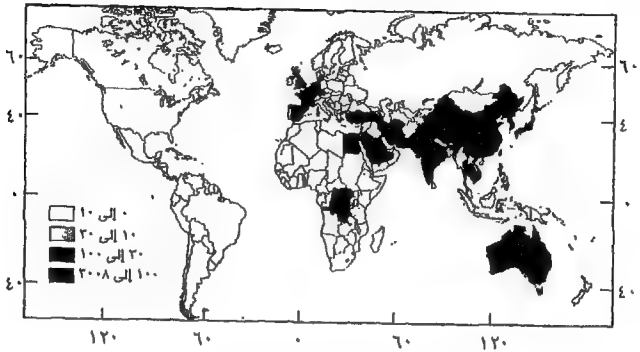 ٦٠ ٦٠
٤٠ ٤
٠ ٠
٠ إلى ١٠
١٠ إلى ٣٠
٣٠ إلى ١٠٠
١٠٠ إلى ٢٠٠٨
٤٠ ٤٠
١٢٠ ٦٠ ٠ ٦٠ ١٢٠